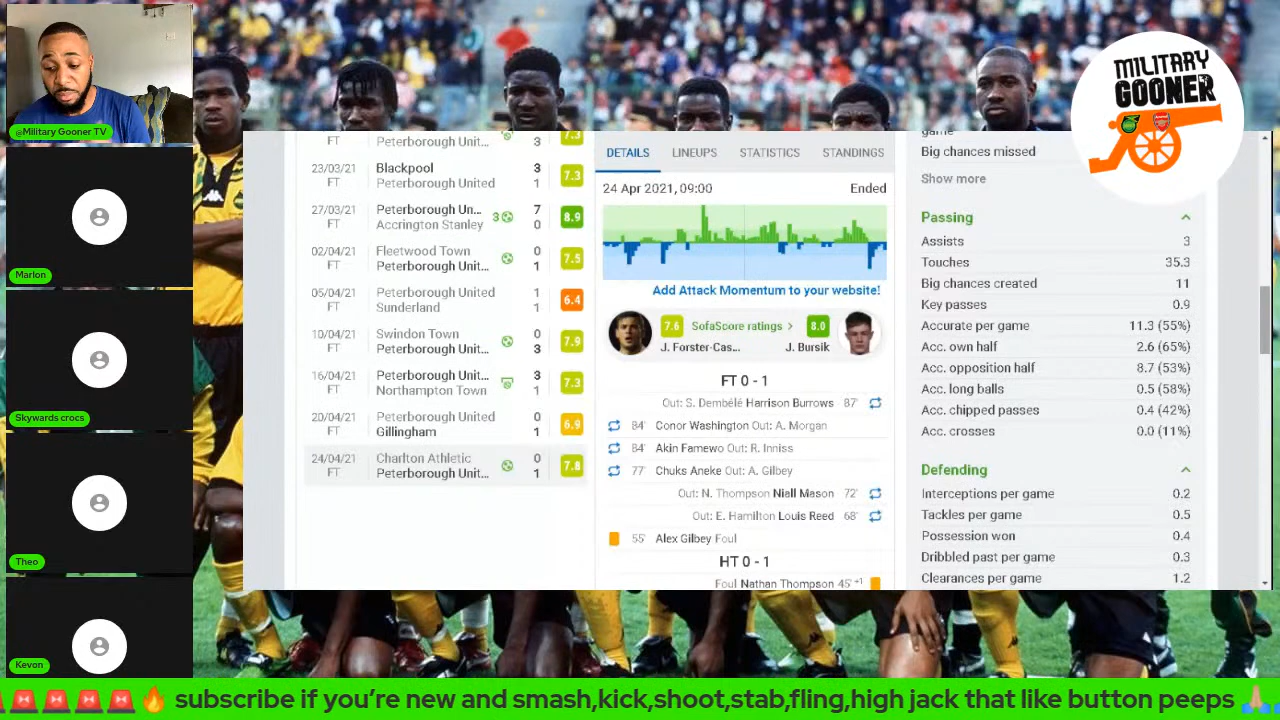 @Military Gooner TV
Marlon
Skywards crocs
Theo
Kevon
MILITARY
GOONER
FT Peterborough Unit... 3 7.3
23/03/21 Blackpool 3
FT Peterborough United 1 7.3
27/03/21 Peterborough Un... 3 7
FT Accrington Stanley 0 8.9
02/04/21 Fleetwood Town 0
FT Peterborough Unit... 1 7.5
05/04/21 Peterborough United 1
FT Sunderland 1 6.4
10/04/21 Swindon Town 0
FT Peterborough Unit... 3 7.9
16/04/21 Peterborough Unit... 3
FT Northampton Town 1 7.3
20/04/21 Peterborough United 0
FT Gillingham 1 6.9
24/04/21 Charlton Athletic 0
FT Peterborough Unit... 1 7.8
DETAILS LINEUPS STATISTICS STANDINGS
24 Apr 2021, 09:00 Ended
Add Attack Momentum to your website!
7.6 SofaScore ratings > 8.0
J. Forster-Cas... J. Bursik
FT 0 - 1
Out: S. Dembélé Harrison Burrows 87'
84' Conor Washington Out: A. Morgan
84' Akin Famewo Out: R. Inniss
77' Chuks Aneke Out: A. Gilbey
Out: N. Thompson Niall Mason 72'
Out: E. Hamilton Louis Reed 68'
55' Alex Gilbey Foul
HT 0 - 1
Foul Nathan Thompson 45' +1
game
Big chances missed
Show more
Passing
Assists 3
Touches 35.3
Big chances created 11
Key passes 0.9
Accurate per game 11.3 (55%)
Acc. own half 2.6 (65%)
Acc. opposition half 8.7 (53%)
Acc. long balls 0.5 (58%)
Acc. chipped passes 0.4 (42%)
Acc. crosses 0.0 (11%)
Defending
Interceptions per game 0.2
Tackles per game 0.5
Possession won 0.4
Dribbled past per game 0.3
Clearances per game 1.2
🚨🚨🚨🚨🔥 subscribe if you’re new and smash,kick,shoot,stab,fling,high jack that like button peeps 🙏🏽